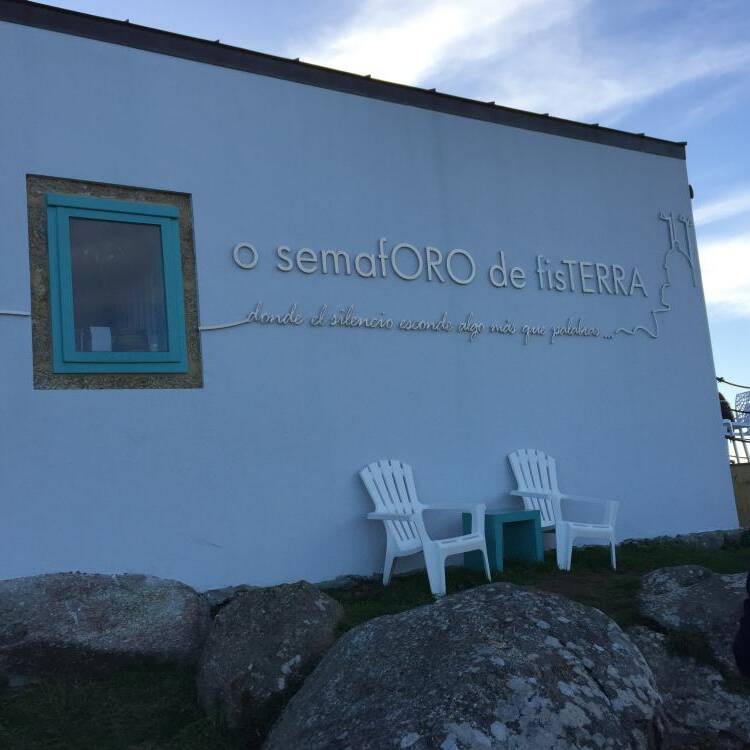 o semafORO de fisTERRA
donde el silencio esconde algo más que palabras...